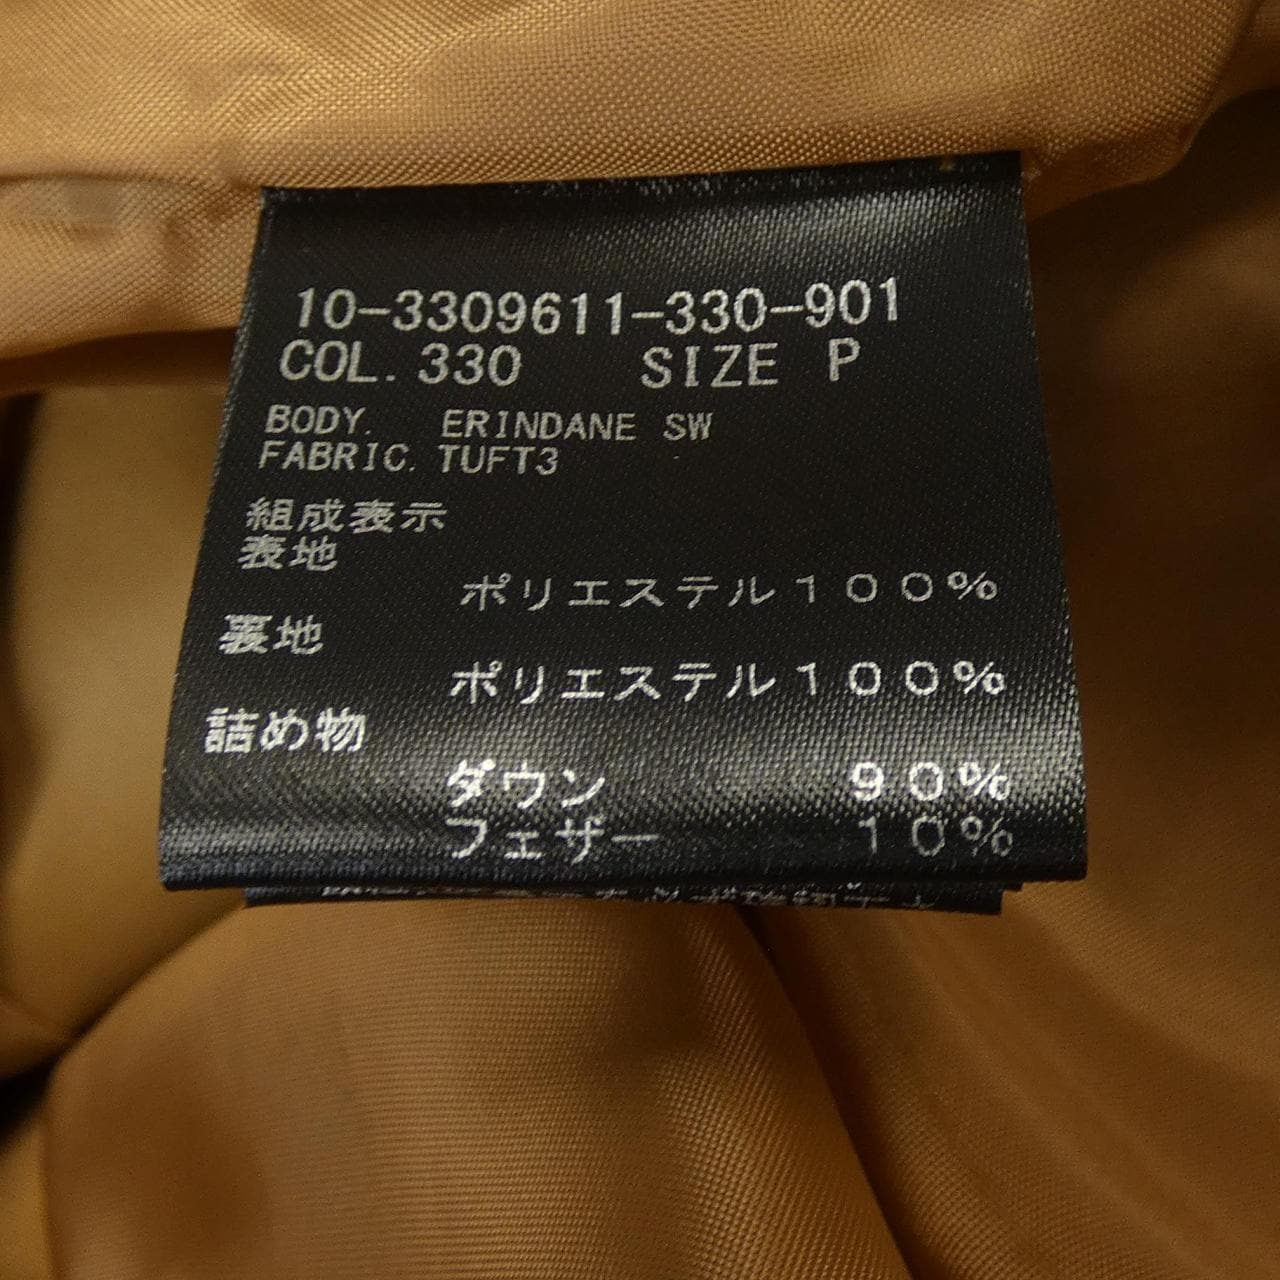 10-3309611-330-901
COL. 330 SIZE P
BODY. ERINDANE SW
FABRIC. TUFT3
組成表示
表地
ポリエステル100%
裏地
ポリエステル100%
詰め物
ダウン 90%
フェザー 10%